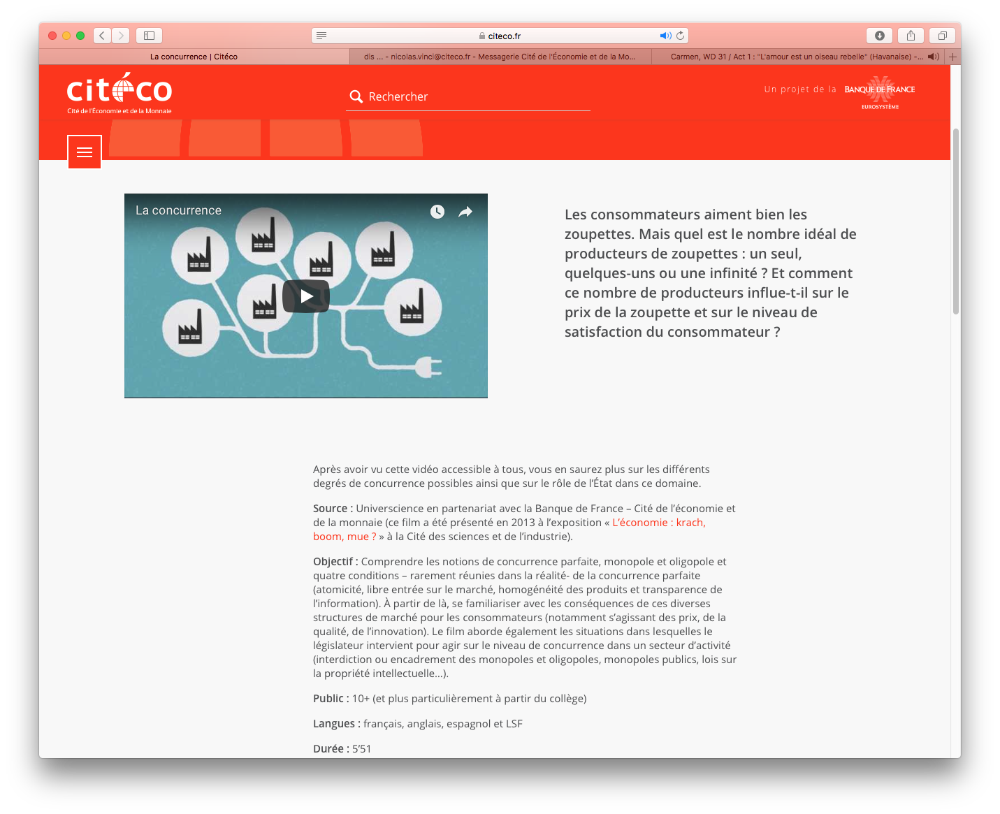 citeco.fr
La concurrence | Citéco
dis ... - nicolas.vinci@citeco.fr - Messagerie Cité de l'Économie et de la Mo...
Carmen, WD 31 / Act 1 : "L'amour est un oiseau rebelle" (Havanaise) -...
citéco
Cité de l'Économie et de la Monnaie
Rechercher
Un projet de la
BANQUE DE FRANCE
EUROSYSTÈME
La concurrence
Les consommateurs aiment bien les
zoupettes. Mais quel est le nombre idéal de
producteurs de zoupettes : un seul,
quelques-uns ou une infinité ? Et comment
ce nombre de producteurs influe-t-il sur le
prix de la zoupette et sur le niveau de
satisfaction du consommateur ?
Après avoir vu cette vidéo accessible à tous, vous en saurez plus sur les différents
degrés de concurrence possibles ainsi que sur le rôle de l'État dans ce domaine.
Source : Universcience en partenariat avec la Banque de France – Cité de l'économie et
de la monnaie (ce film a été présenté en 2013 à l'exposition « L'économie : krach,
boom, mue ? » à la Cité des sciences et de l'industrie).
Objectif : Comprendre les notions de concurrence parfaite, monopole et oligopole et
quatre conditions – rarement réunies dans la réalité- de la concurrence parfaite
(atomicité, libre entrée sur le marché, homogénéité des produits et transparence de
l'information). À partir de là, se familiariser avec les conséquences de ces diverses
structures de marché pour les consommateurs (notamment s'agissant des prix, de la
qualité, de l'innovation). Le film aborde également les situations dans lesquelles le
législateur intervient pour agir sur le niveau de concurrence dans un secteur d'activité
(interdiction ou encadrement des monopoles et oligopoles, monopoles publics, lois sur
la propriété intellectuelle…).
Public : 10+ (et plus particulièrement à partir du collège)
Langues : français, anglais, espagnol et LSF
Durée : 5'51